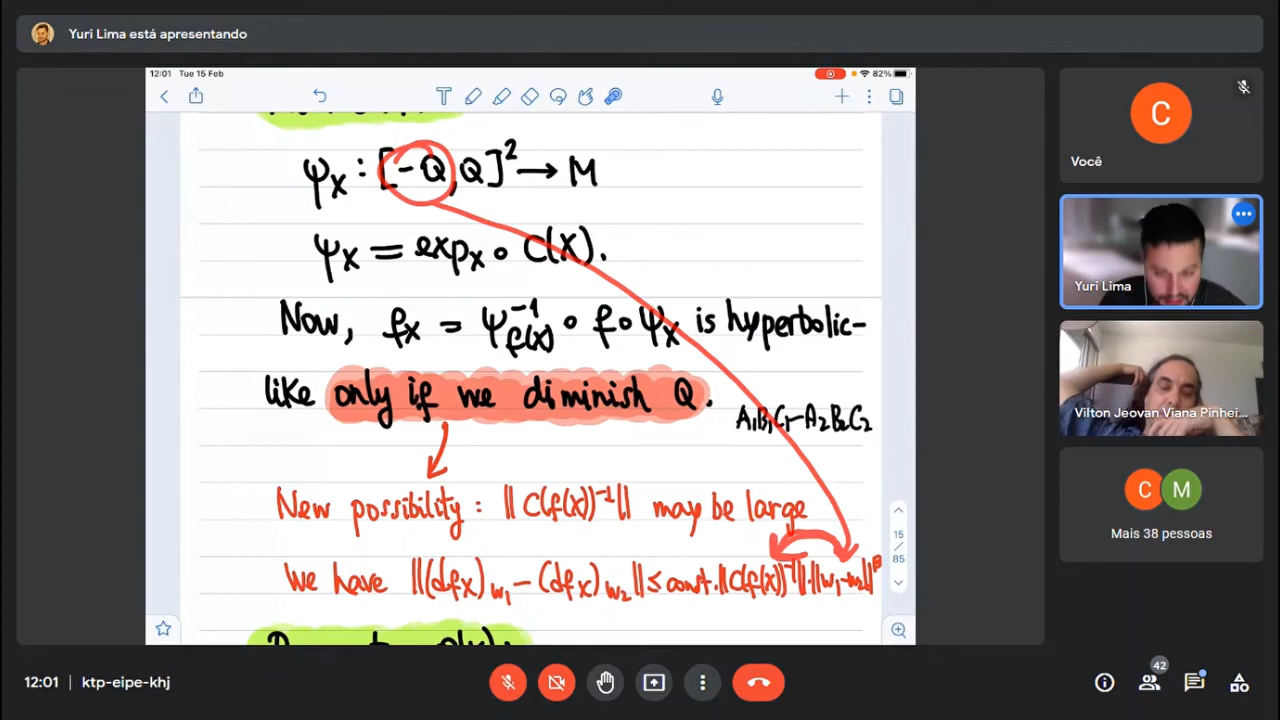 Yuri Lima está apresentando
12:01 Tue 15 Feb
82%
T
ψx : [-Q, Q]² → M
ψx = expx ∘ C(x).
Now, fx = ψ⁻¹f(x) ∘ f ∘ ψx is hyperbolic-
like only if we diminish Q.
A₁B₁C₁-A₂B₂C₂
New possibility: ||C(f(x))⁻¹|| may be large
We have ||(dfx)w₁ - (dfx)w₂|| ≤ const.||C(f(x))⁻¹||.||w₁-w₂||ᵝ
15
/
85
C
Você
Yuri Lima
Vilton Jeovan Viana Pinhei...
C M
Mais 38 pessoas
12:01 | ktp-eipe-khj
42